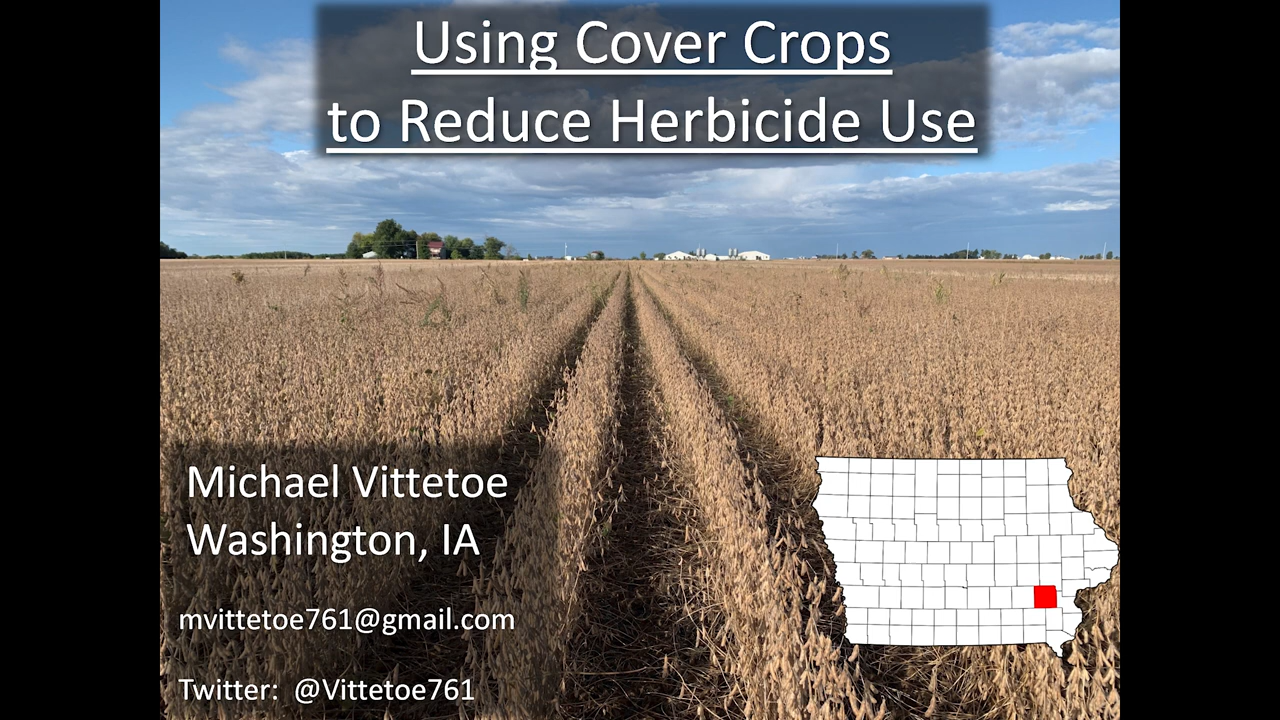 Using Cover Crops
to Reduce Herbicide Use
Michael Vittetoe
Washington, IA
mvittetoe761@gmail.com
Twitter: @Vittetoe761